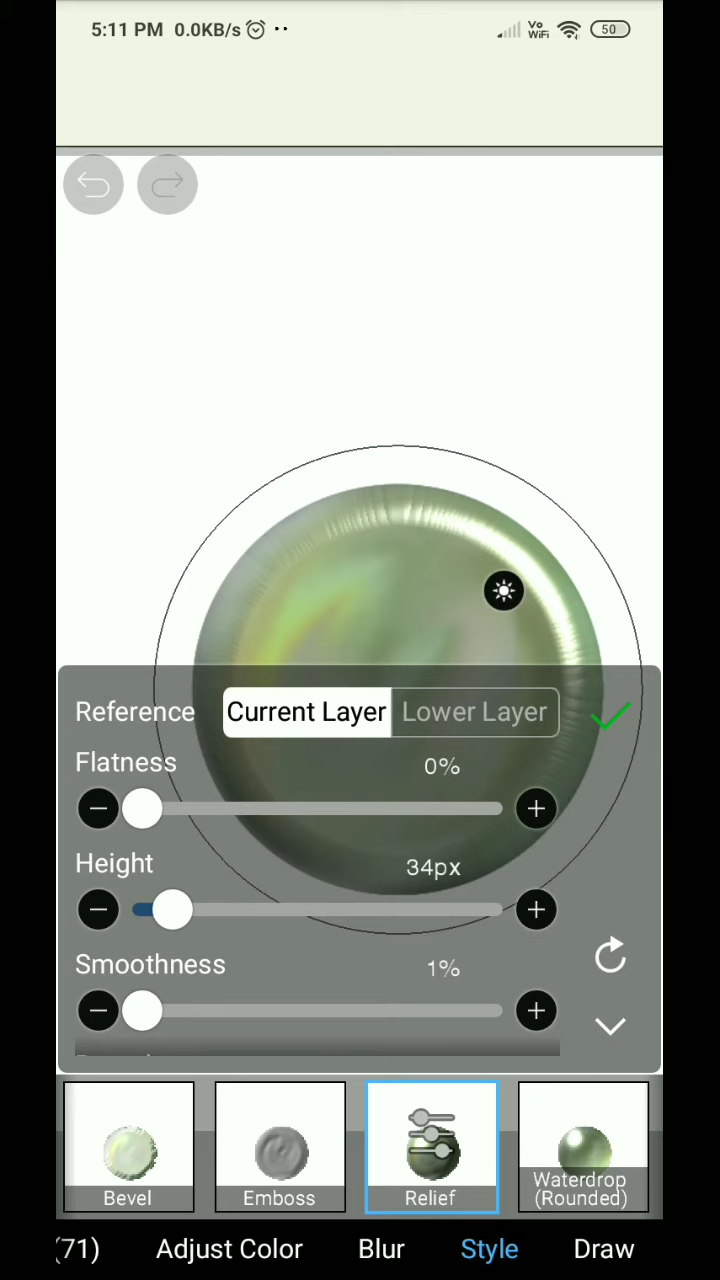 5:11 PM 0.0KB/s
Vo
WiFi
50
Reference Current Layer Lower Layer
Flatness 0%
Height 34px
Smoothness 1%
Bevel
Emboss
Relief
Waterdrop
(Rounded)
(71) Adjust Color Blur Style Draw